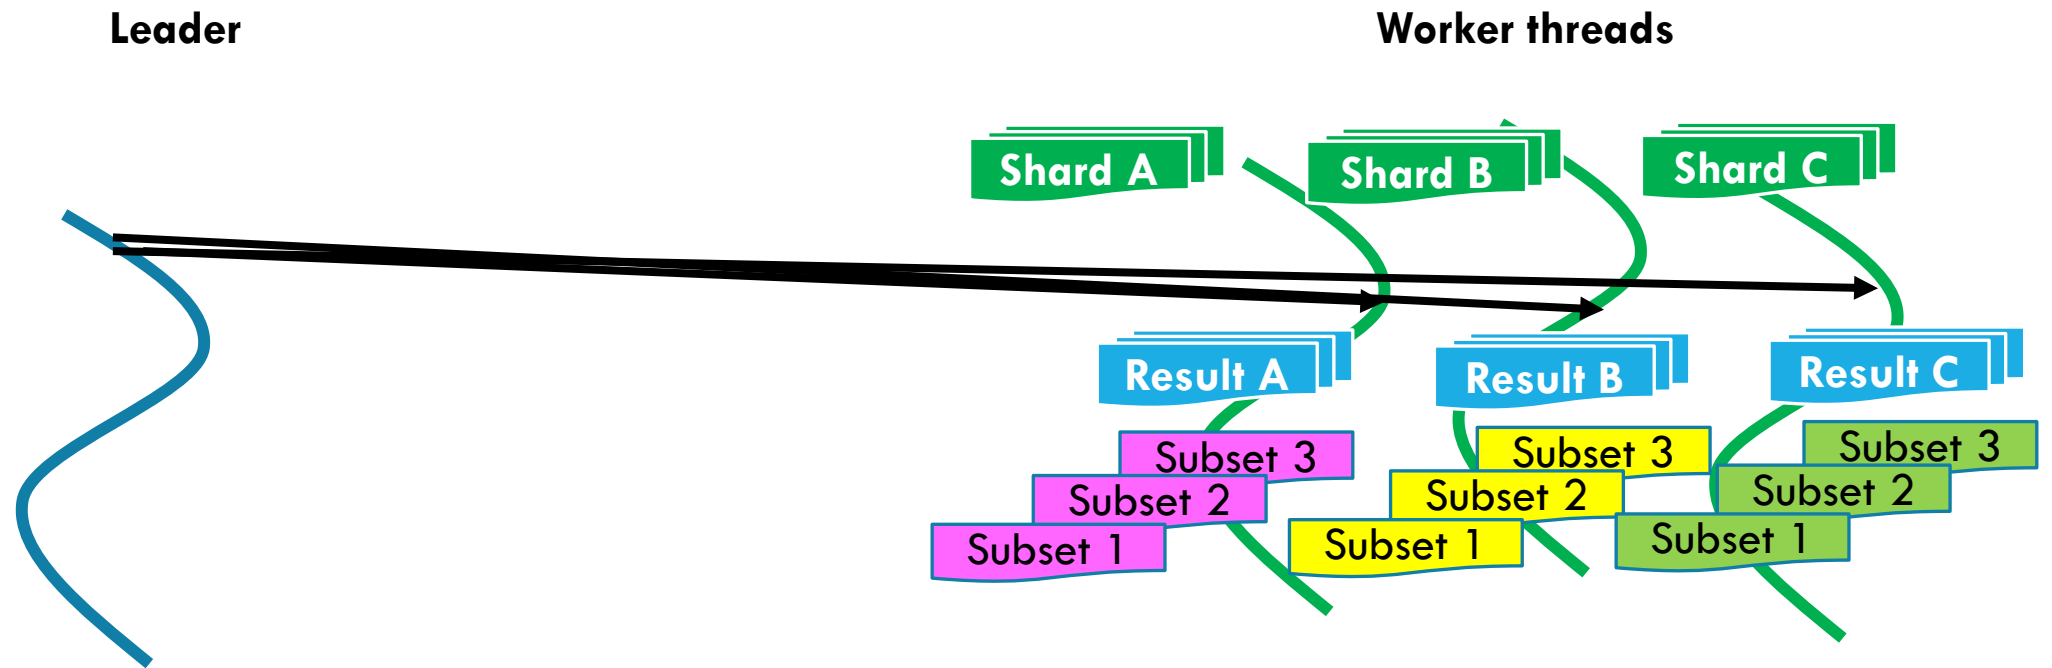 Leader
Worker threads
Shard A
Shard B
Shard C
Result A
Result B
Result C
Subset 3
Subset 2
Subset 1
Subset 3
Subset 2
Subset 1
Subset 3
Subset 2
Subset 1